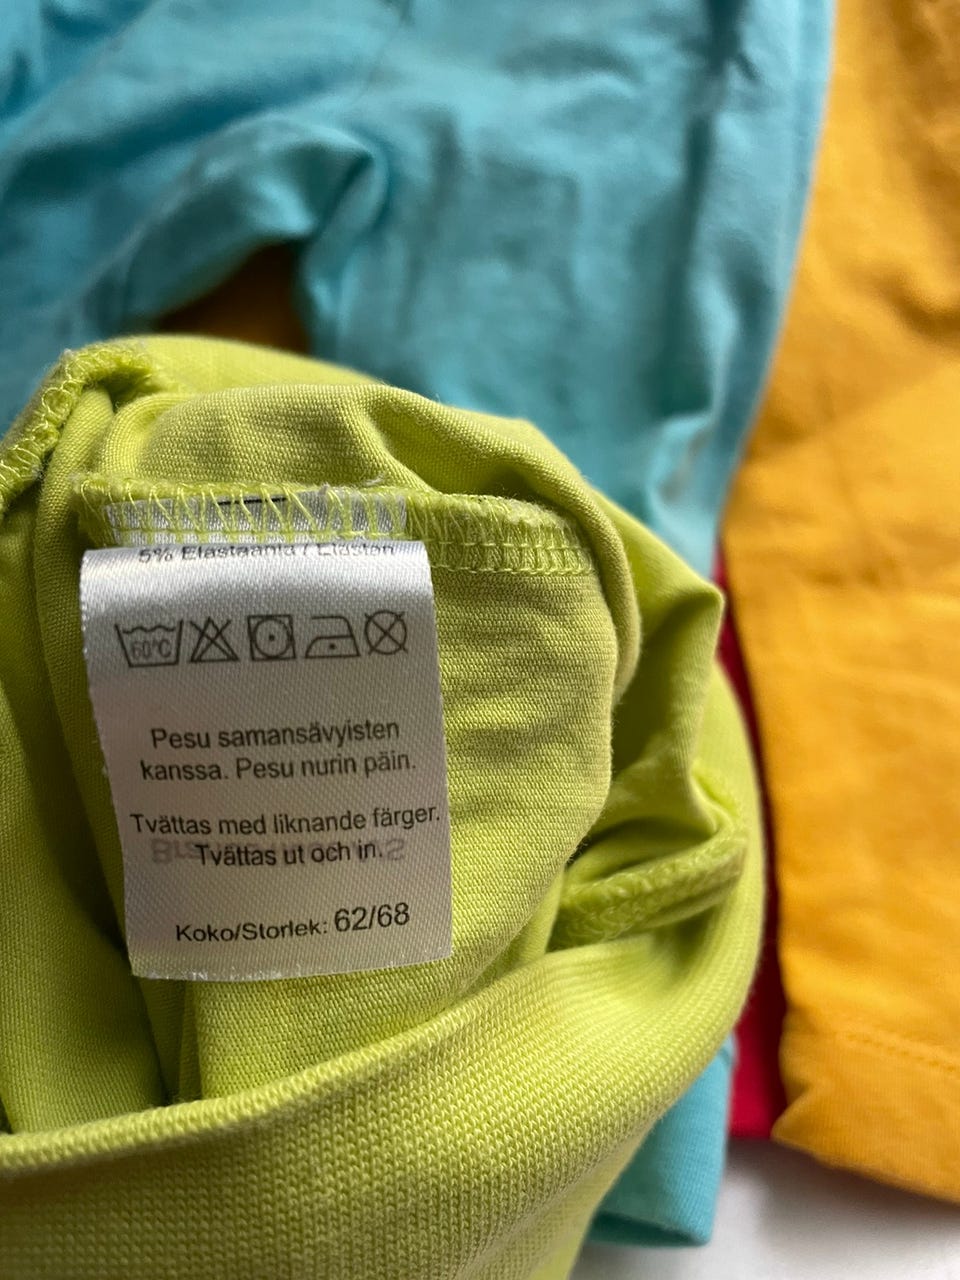 5% Elastaania / Elastan
60°C
Pesu samansävyisten
kanssa. Pesu nurin päin.
Tvättas med liknande färger.
Tvättas ut och in.
Koko/Storlek: 62/68